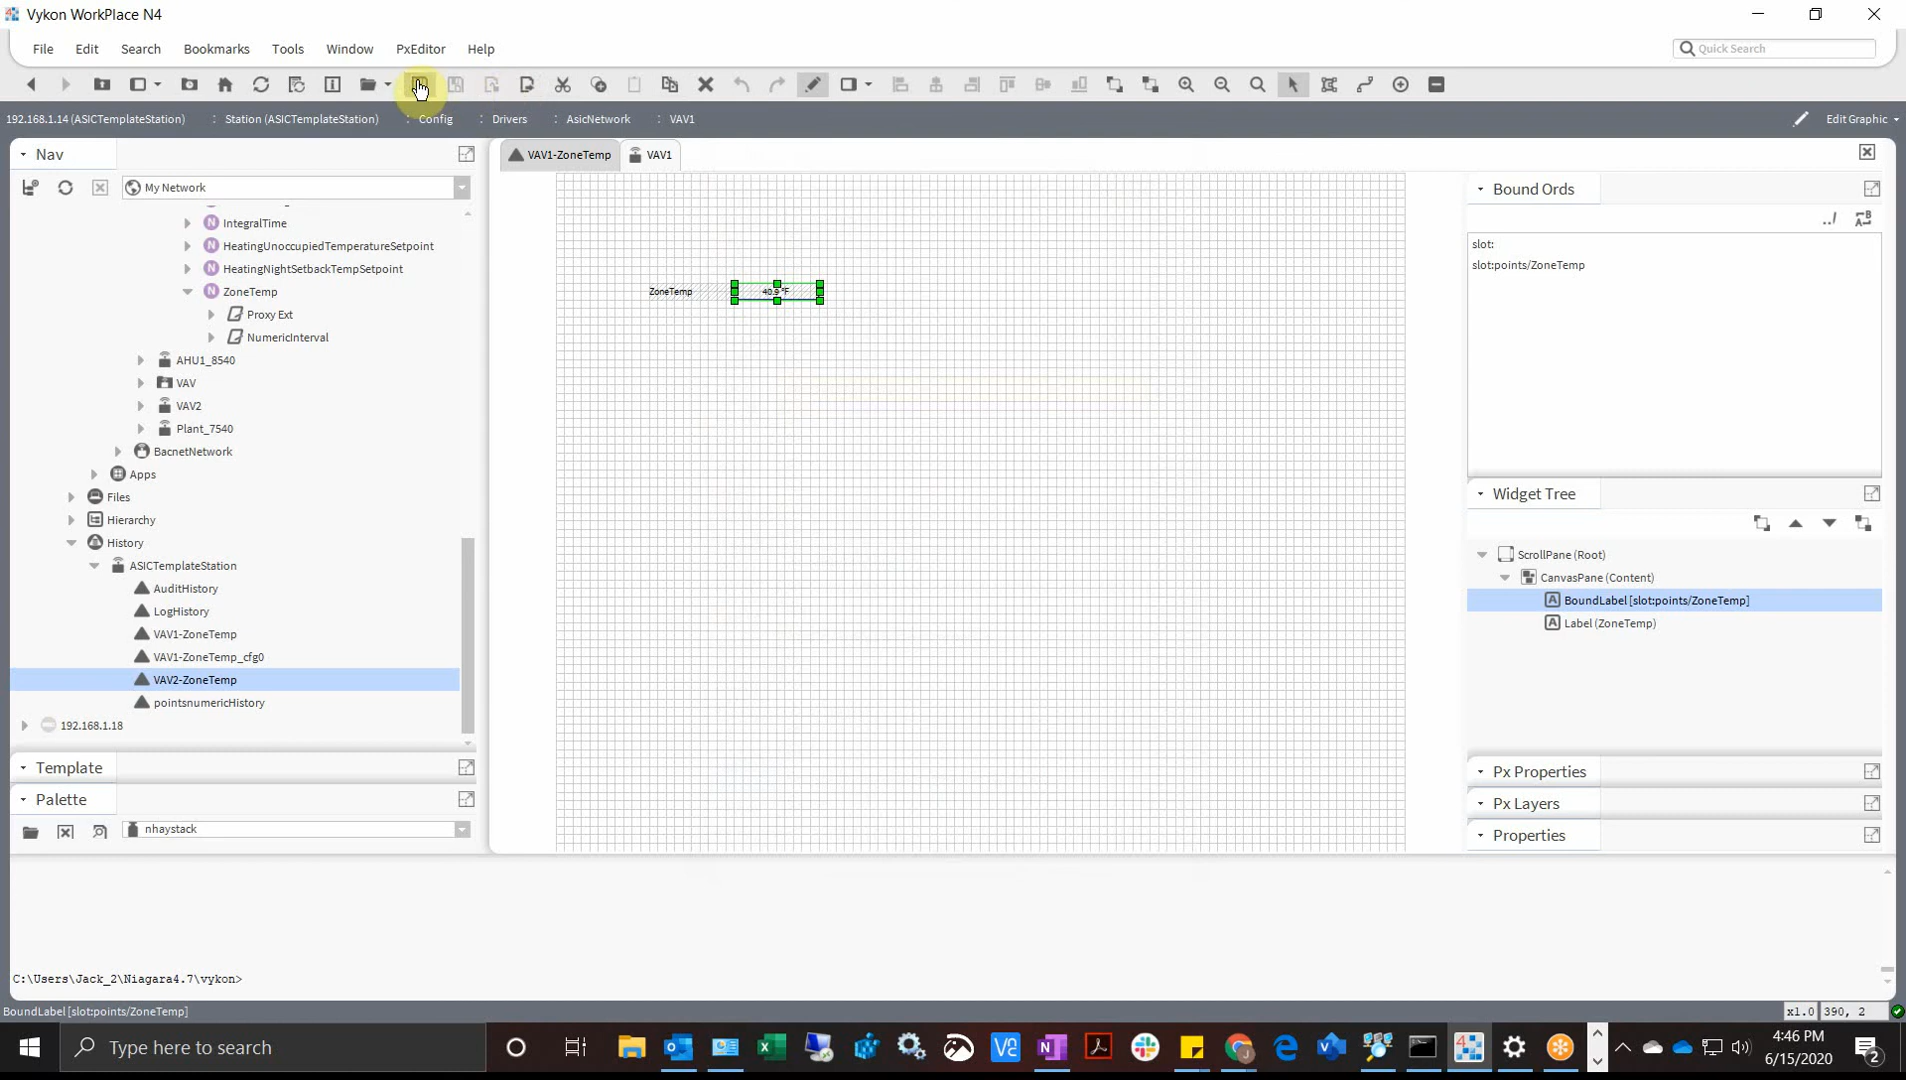 Vykon WorkPlace N4
File Edit Search Bookmarks Tools Window PxEditor Help
Quick Search
192.168.1.14 (ASICTemplateStation) : Station (ASICTemplateStation) : Config : Drivers : AsicNetwork : VAV1
Edit Graphic
Nav
My Network
IntegralTime
HeatingUnoccupiedTemperatureSetpoint
HeatingNightSetbackTempSetpoint
ZoneTemp
Proxy Ext
NumericInterval
AHU1_8540
VAV
VAV2
Plant_7540
BacnetNetwork
Apps
Files
Hierarchy
History
ASICTemplateStation
AuditHistory
LogHistory
VAV1-ZoneTemp
VAV1-ZoneTemp_cfg0
VAV2-ZoneTemp
pointsnumericHistory
192.168.1.18
Template
Palette
nhaystack
VAV1-ZoneTemp
VAV1
ZoneTemp 40.9 °F
Bound Ords
slot:
slot:points/ZoneTemp
Widget Tree
ScrollPane (Root)
CanvasPane (Content)
BoundLabel [slot:points/ZoneTemp]
Label (ZoneTemp)
Px Properties
Px Layers
Properties
C:\Users\Jack_2\Niagara4.7\vykon>
BoundLabel [slot:points/ZoneTemp]
x1.0 390, 2
Type here to search
4:46 PM
6/15/2020
2